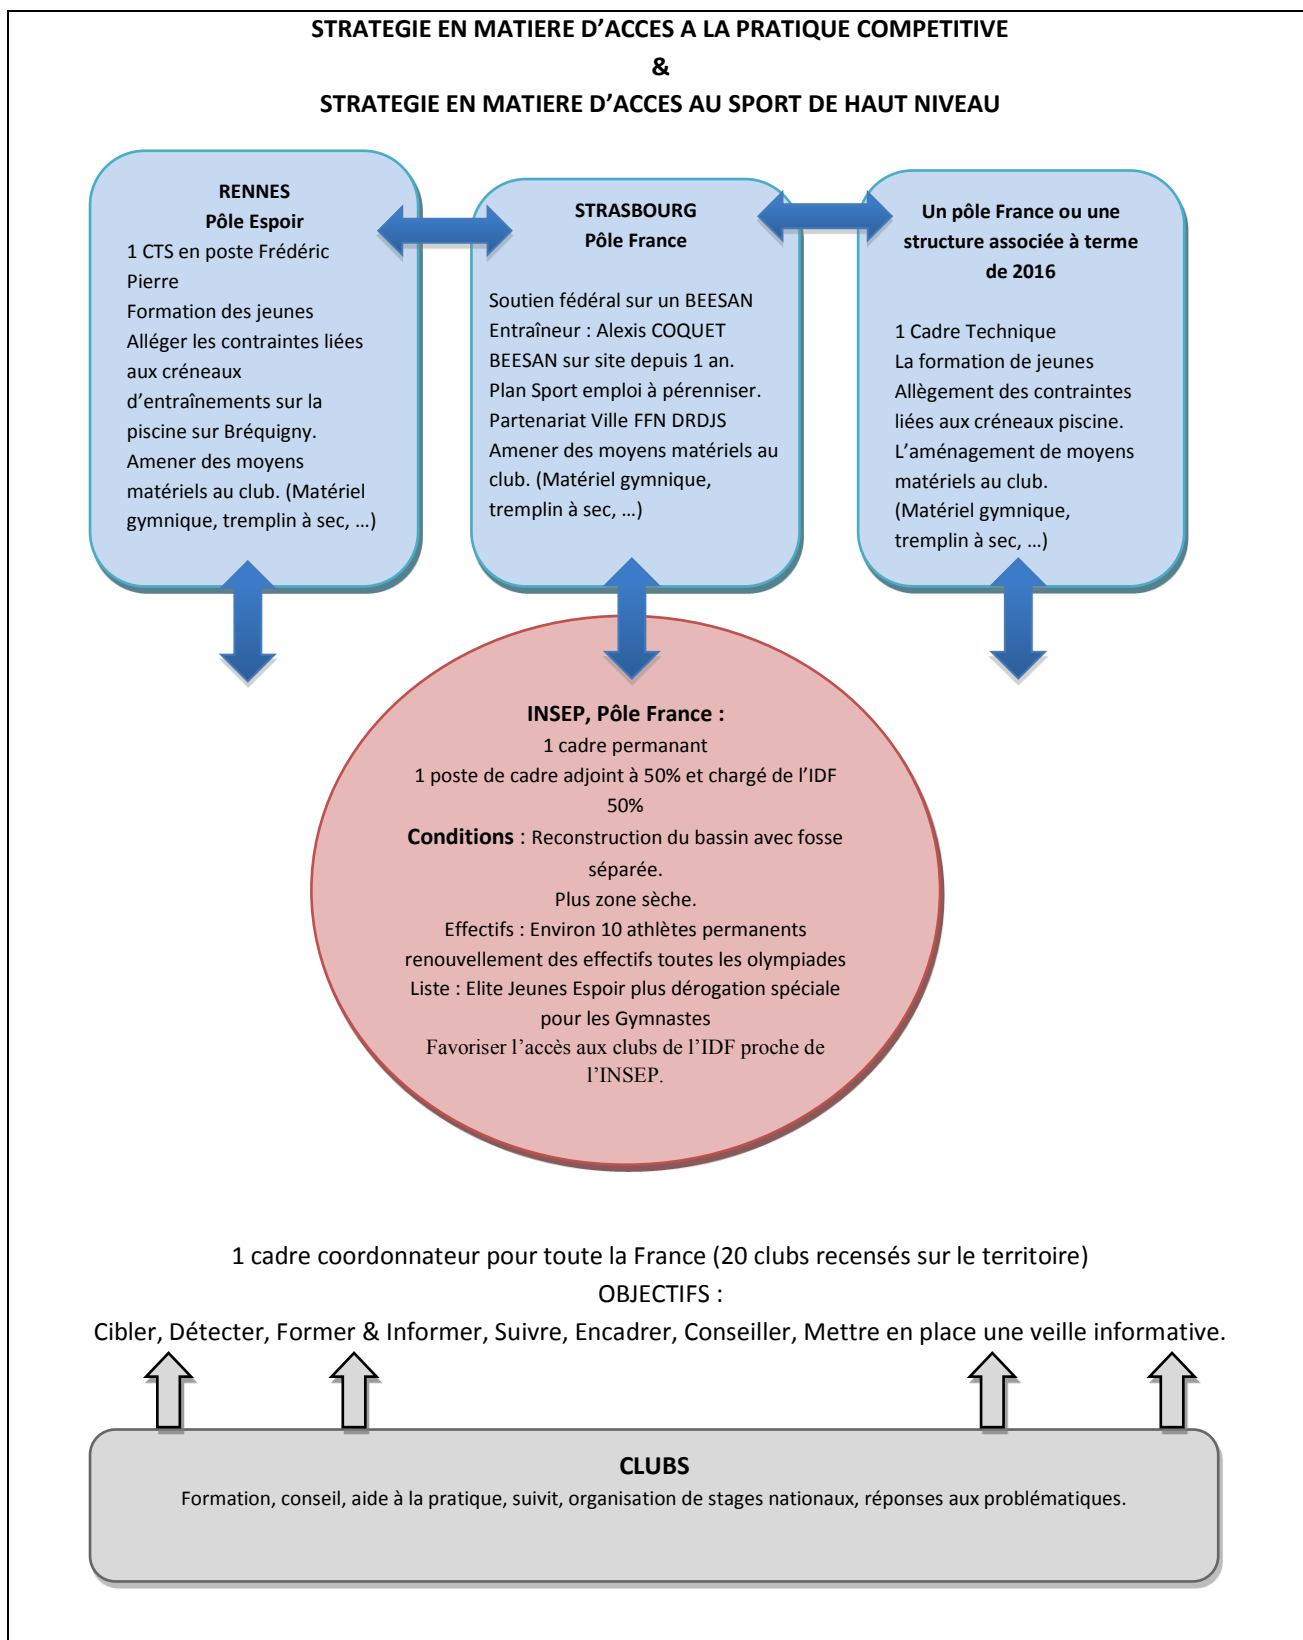 STRATEGIE EN MATIERE D'ACCES A LA PRATIQUE COMPETITIVE
&
STRATEGIE EN MATIERE D'ACCES AU SPORT DE HAUT NIVEAU
RENNES
Pôle Espoir
1 CTS en poste Frédéric
Pierre
Formation des jeunes
Alléger les contraintes liées
aux créneaux
d'entraînements sur la
piscine sur Bréquigny.
Amener des moyens
matériels au club. (Matériel
gymnique, tremplin à sec, …)
STRASBOURG
Pôle France
Soutien fédéral sur un BEESAN
Entraîneur : Alexis COQUET
BEESAN sur site depuis 1 an.
Plan Sport emploi à pérenniser.
Partenariat Ville FFN DRDJS
Amener des moyens matériels au
club. (Matériel gymnique,
tremplin à sec, …)
Un pôle France ou une
structure associée à terme
de 2016
1 Cadre Technique
La formation de jeunes
Allègement des contraintes
liées aux créneaux piscine.
L'aménagement de moyens
matériels au club.
(Matériel gymnique,
tremplin à sec, …)
INSEP, Pôle France :
1 cadre permanant
1 poste de cadre adjoint à 50% et chargé de l'IDF
50%
Conditions : Reconstruction du bassin avec fosse
séparée.
Plus zone sèche.
Effectifs : Environ 10 athlètes permanents
renouvellement des effectifs toutes les olympiades
Liste : Elite Jeunes Espoir plus dérogation spéciale
pour les Gymnastes
Favoriser l'accès aux clubs de l'IDF proche de
l'INSEP.
1 cadre coordonnateur pour toute la France (20 clubs recensés sur le territoire)
OBJECTIFS :
Cibler, Détecter, Former & Informer, Suivre, Encadrer, Conseiller, Mettre en place une veille informative.
CLUBS
Formation, conseil, aide à la pratique, suivit, organisation de stages nationaux, réponses aux problématiques.